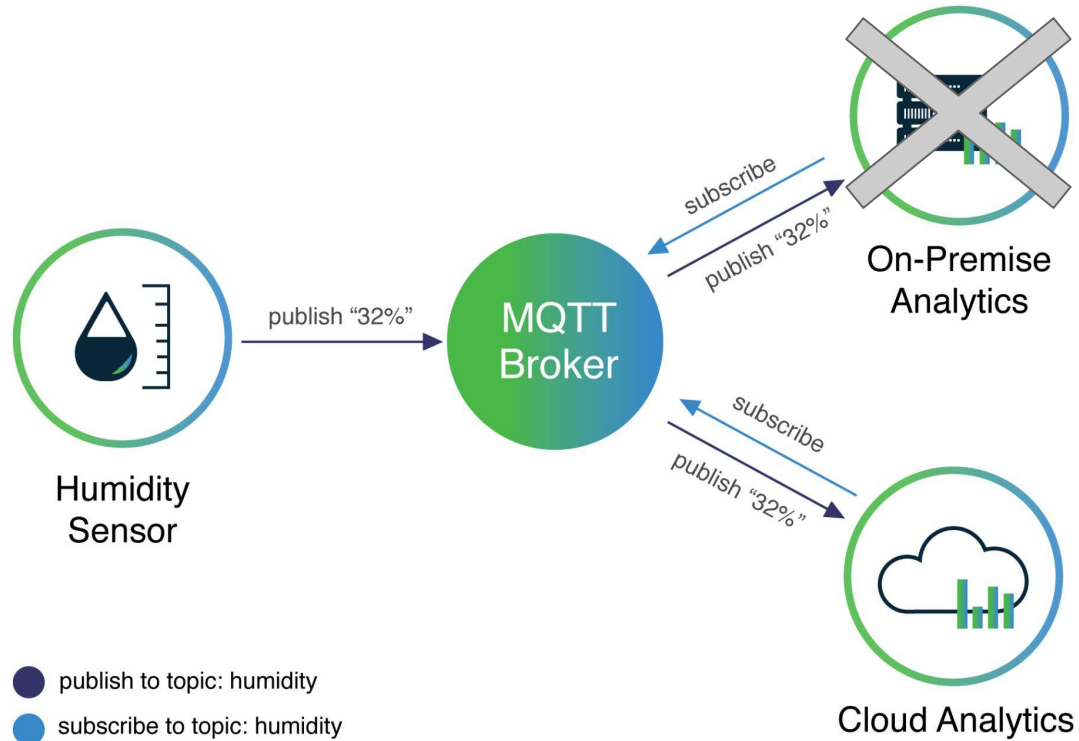 subscribe
publish “32%”
On-Premise
Analytics
publish “32%”
MQTT
Broker
Humidity
Sensor
subscribe
publish “32%”
Cloud Analytics
publish to topic: humidity
subscribe to topic: humidity